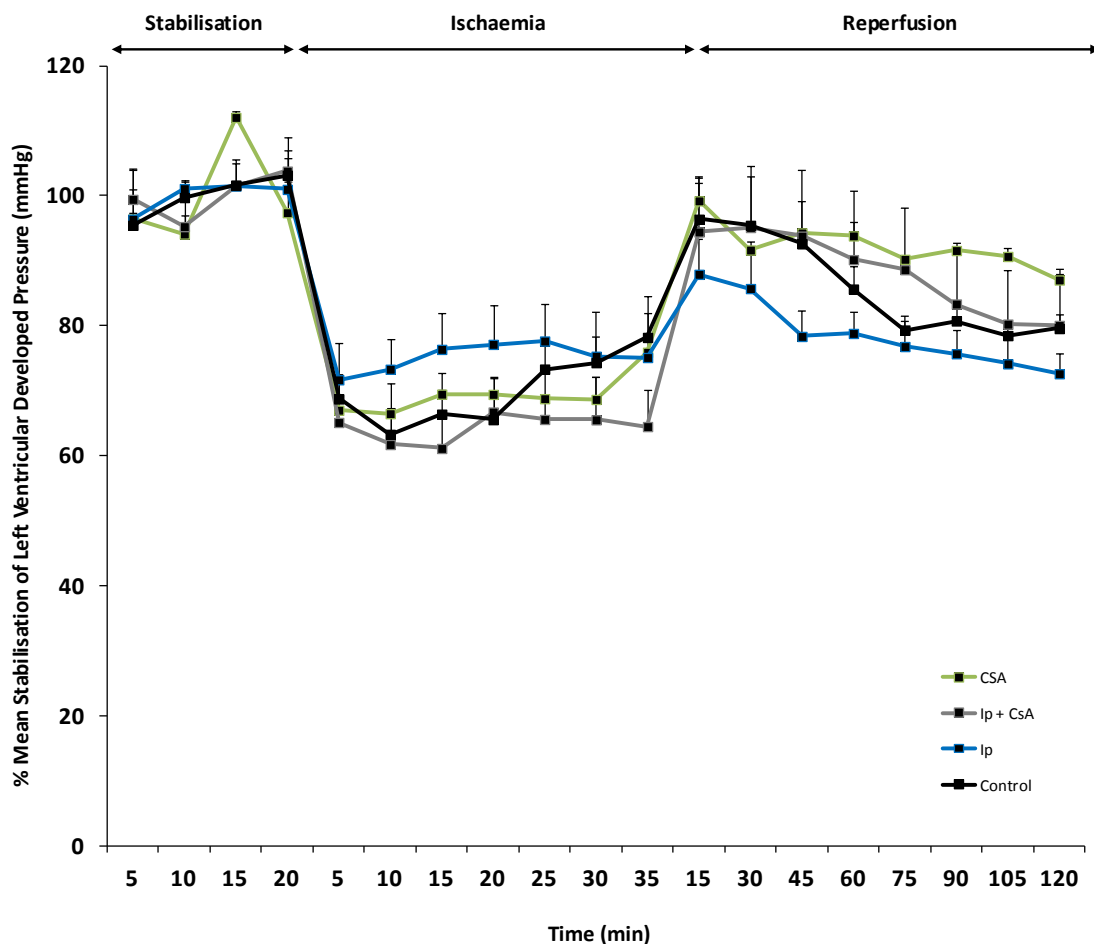 Stabilisation Ischaemia Reperfusion
% Mean Stabilisation of Left Ventricular Developed Pressure (mmHg)
120
100
80
60
40
20
0
CSA
Ip + CsA
Ip
Control
5 10 15 20 5 10 15 20 25 30 35 15 30 45 60 75 90 105 120
Time (min)